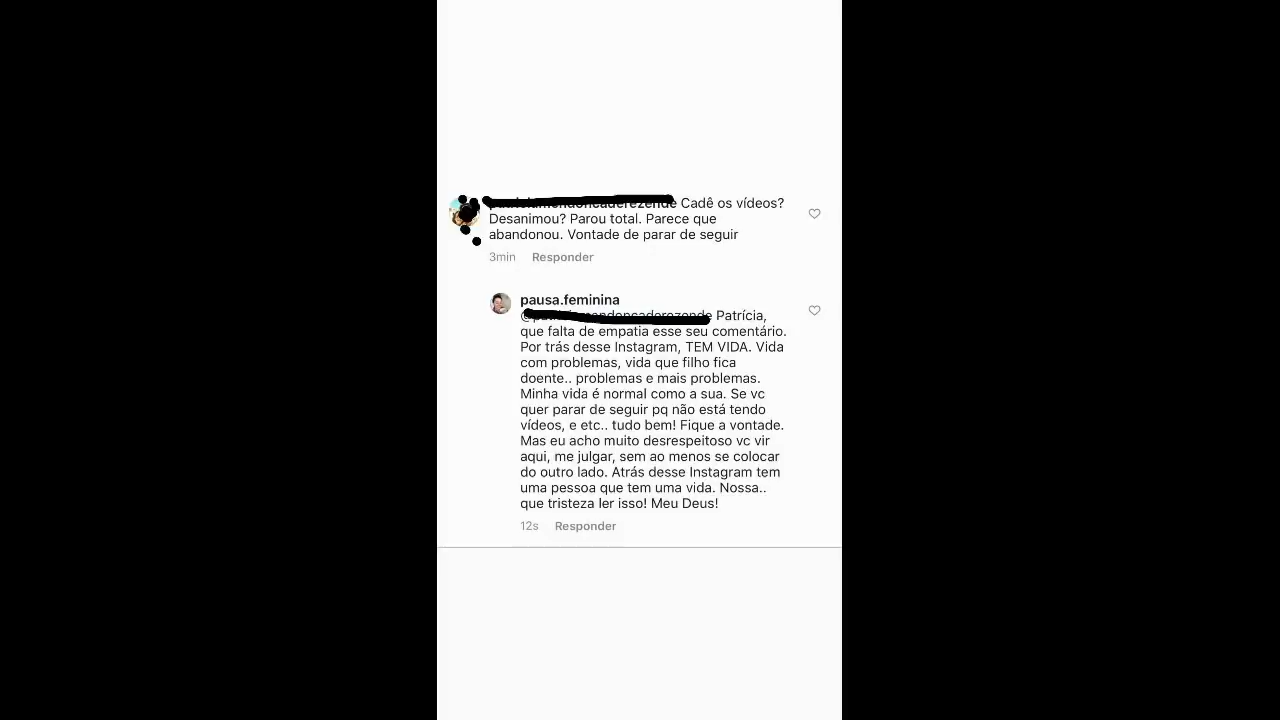 Cadê os vídeos?
Desanimou? Parou total. Parece que
abandonou. Vontade de parar de seguir
3min Responder
pausa.feminina
Patrícia,
que falta de empatia esse seu comentário.
Por trás desse Instagram, TEM VIDA. Vida
com problemas, vida que filho fica
doente.. problemas e mais problemas.
Minha vida é normal como a sua. Se vc
quer parar de seguir pq não está tendo
vídeos, e etc.. tudo bem! Fique a vontade.
Mas eu acho muito desrespeitoso vc vir
aqui, me julgar, sem ao menos se colocar
do outro lado. Atrás desse Instagram tem
uma pessoa que tem uma vida. Nossa..
que tristeza ler isso! Meu Deus!
12s Responder